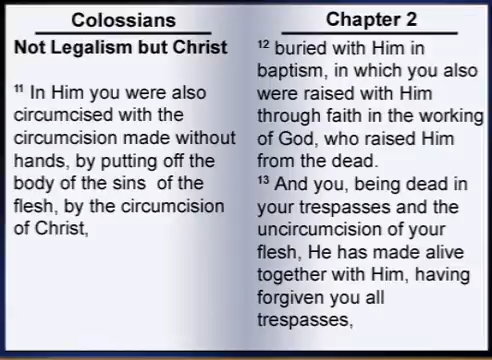 Colossians
Not Legalism but Christ
¹¹ In Him you were also
circumcised with the
circumcision made without
hands, by putting off the
body of the sins of the
flesh, by the circumcision
of Christ,
Chapter 2
¹² buried with Him in
baptism, in which you also
were raised with Him
through faith in the working
of God, who raised Him
from the dead.
¹³ And you, being dead in
your trespasses and the
uncircumcision of your
flesh, He has made alive
together with Him, having
forgiven you all
trespasses,